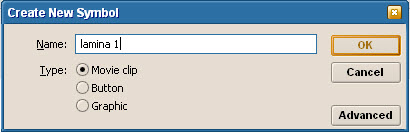 Create New Symbol
Name: lamina 1
OK
Type: Movie clip
Cancel
Button
Graphic
Advanced